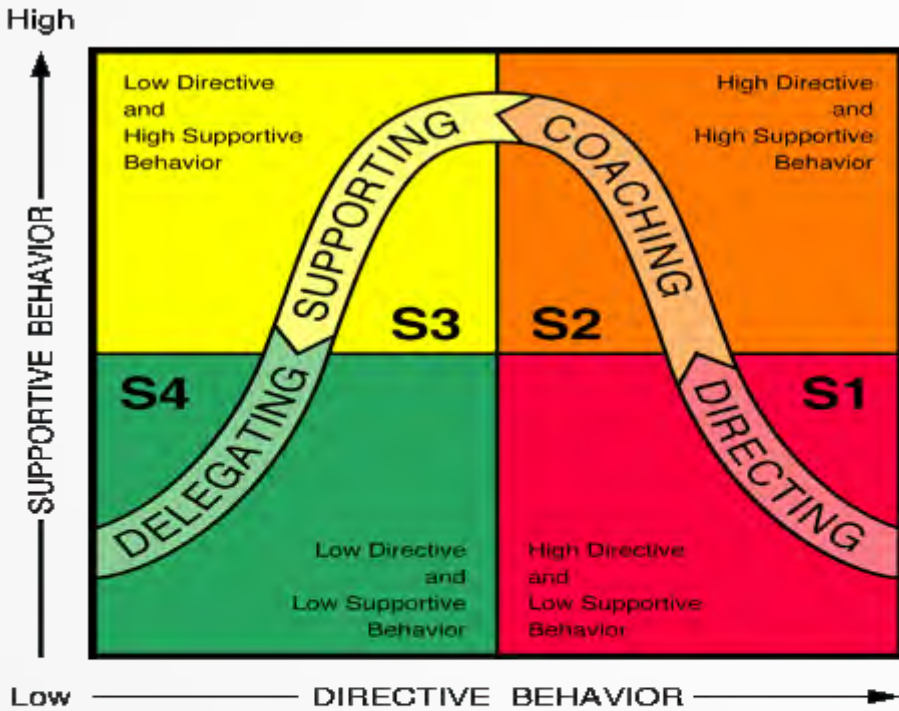 High
SUPPORTIVE BEHAVIOR
Low Directive
and
High Supportive
Behavior
High Directive
and
High Supportive
Behavior
SUPPORTING
COACHING
S3
S2
S4
S1
DELEGATING
DIRECTING
Low Directive
and
Low Supportive
Behavior
High Directive
and
Low Supportive
Behavior
Low
DIRECTIVE BEHAVIOR